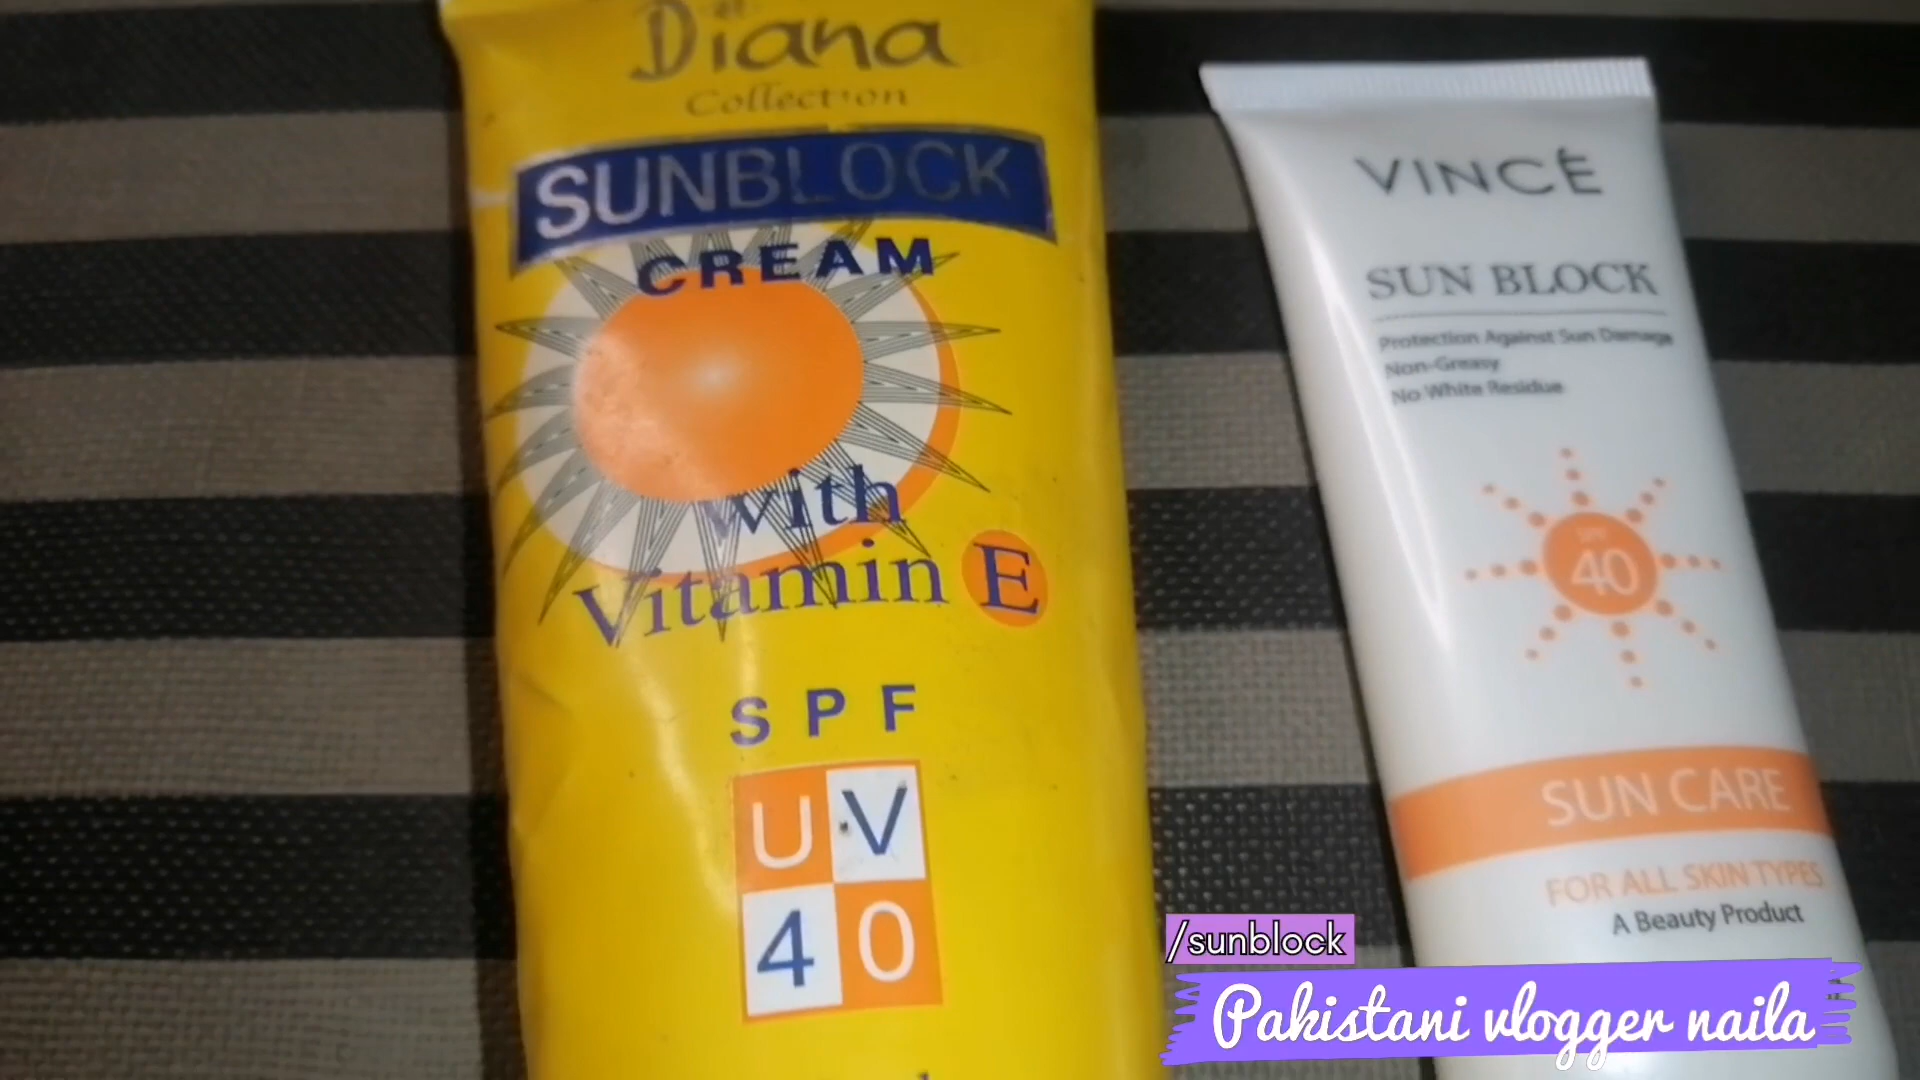 Diana
Collection
SUNBLOCK
CREAM
with
Vitamin E
SPF
UV
40
VINCÉ
SUN BLOCK
Protection Against Sun Damage
Non-Greasy
No White Residue
SPF
40
SUN CARE
FOR ALL SKIN TYPES
A Beauty Product
/sunblock
Pakistani vlogger naila